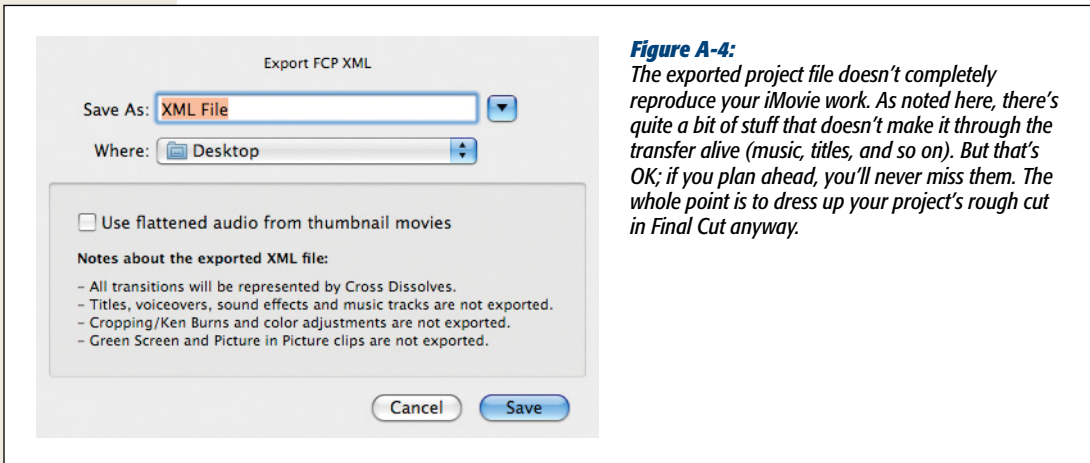 Export FCP XML
Save As: XML File
Where: Desktop
Use flattened audio from thumbnail movies
Notes about the exported XML file:
– All transitions will be represented by Cross Dissolves.
– Titles, voiceovers, sound effects and music tracks are not exported.
– Cropping/Ken Burns and color adjustments are not exported.
– Green Screen and Picture in Picture clips are not exported.
Cancel Save
Figure A-4:
The exported project file doesn’t completely
reproduce your iMovie work. As noted here, there’s
quite a bit of stuff that doesn’t make it through the
transfer alive (music, titles, and so on). But that’s
OK; if you plan ahead, you’ll never miss them. The
whole point is to dress up your project’s rough cut
in Final Cut anyway.